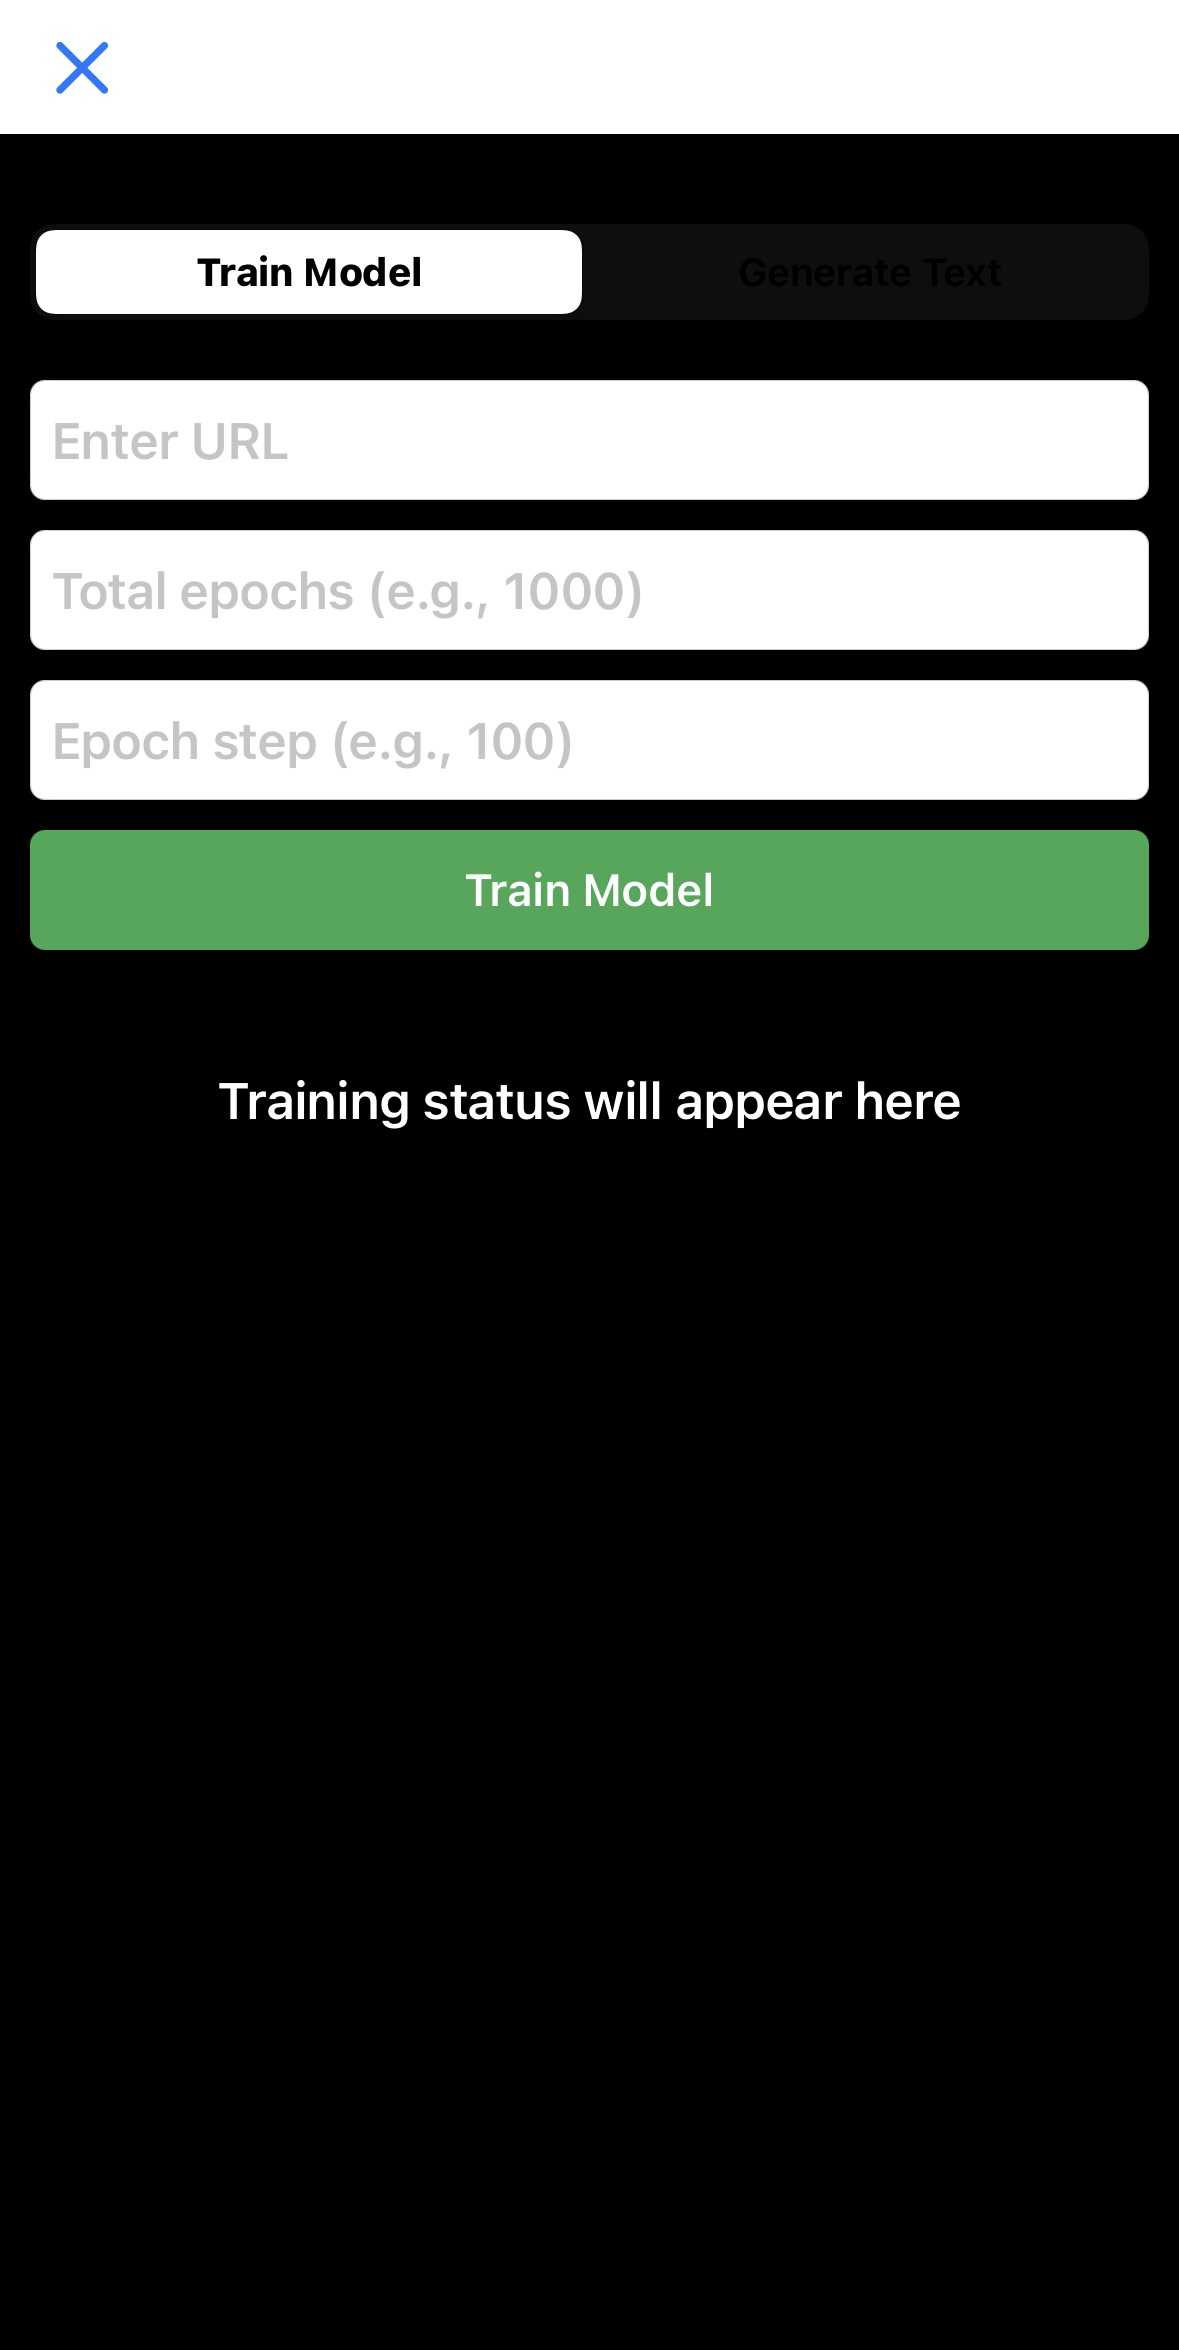 Train Model
Generate Text
Enter URL
Total epochs (e.g., 1000)
Epoch step (e.g., 100)
Train Model
Training status will appear here